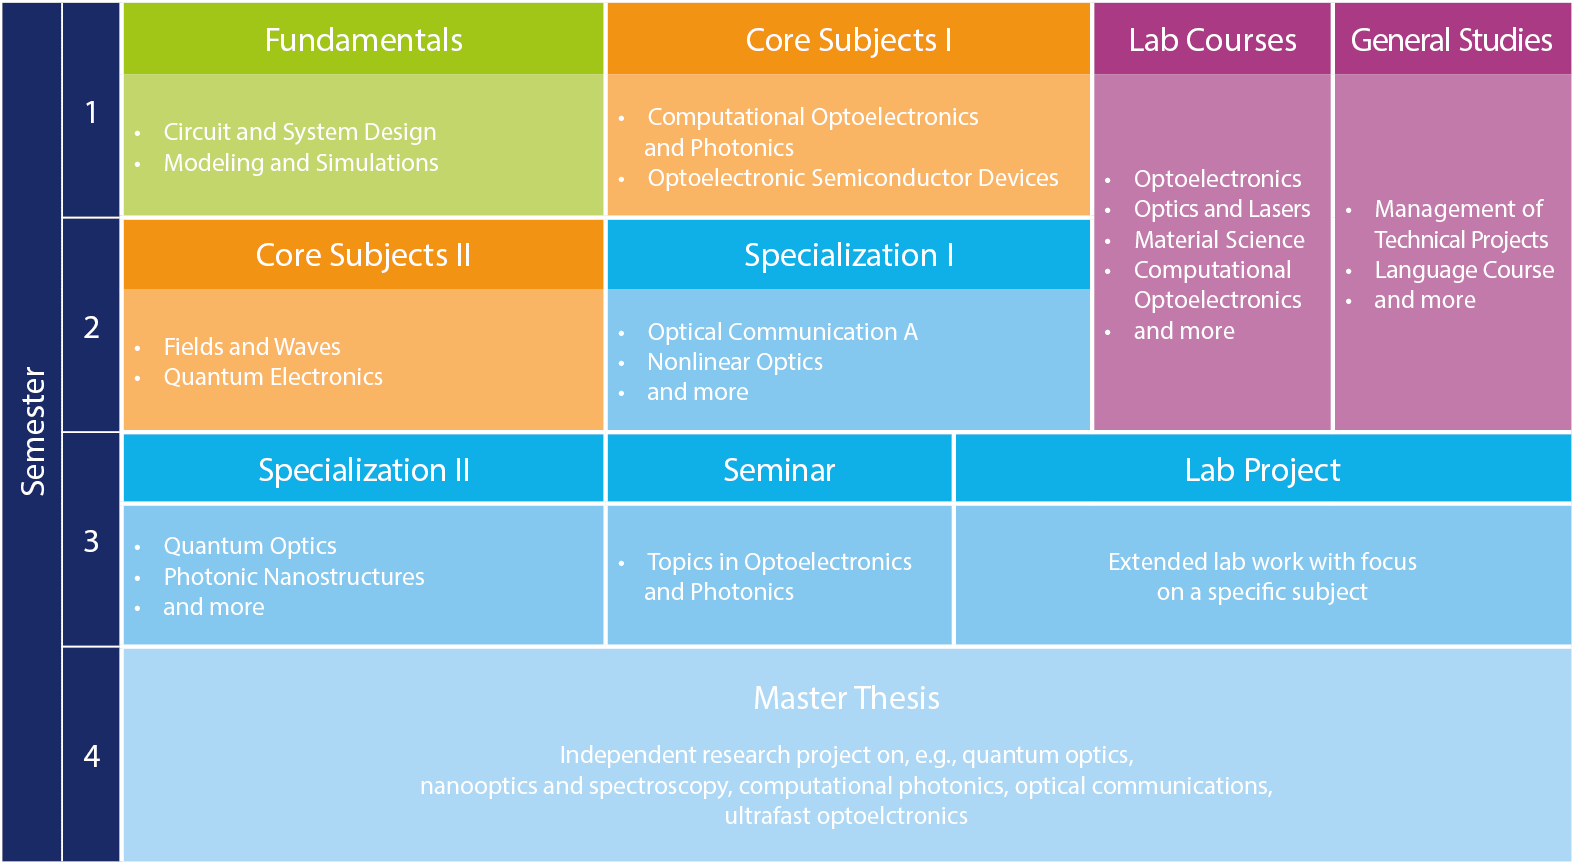 Semester
1
Fundamentals
• Circuit and System Design
• Modeling and Simulations
Core Subjects I
• Computational Optoelectronics
and Photonics
• Optoelectronic Semiconductor Devices
Lab Courses
• Optoelectronics
• Optics and Lasers
• Material Science
• Computational
Optoelectronics
• and more
General Studies
• Management of
Technical Projects
• Language Course
• and more
2
Core Subjects II
• Fields and Waves
• Quantum Electronics
Specialization I
• Optical Communication A
• Nonlinear Optics
• and more
3
Specialization II
• Quantum Optics
• Photonic Nanostructures
• and more
Seminar
• Topics in Optoelectronics
and Photonics
Lab Project
Extended lab work with focus
on a specific subject
4
Master Thesis
Independent research project on, e.g., quantum optics,
nanooptics and spectroscopy, computational photonics, optical communications,
ultrafast optoelctronics